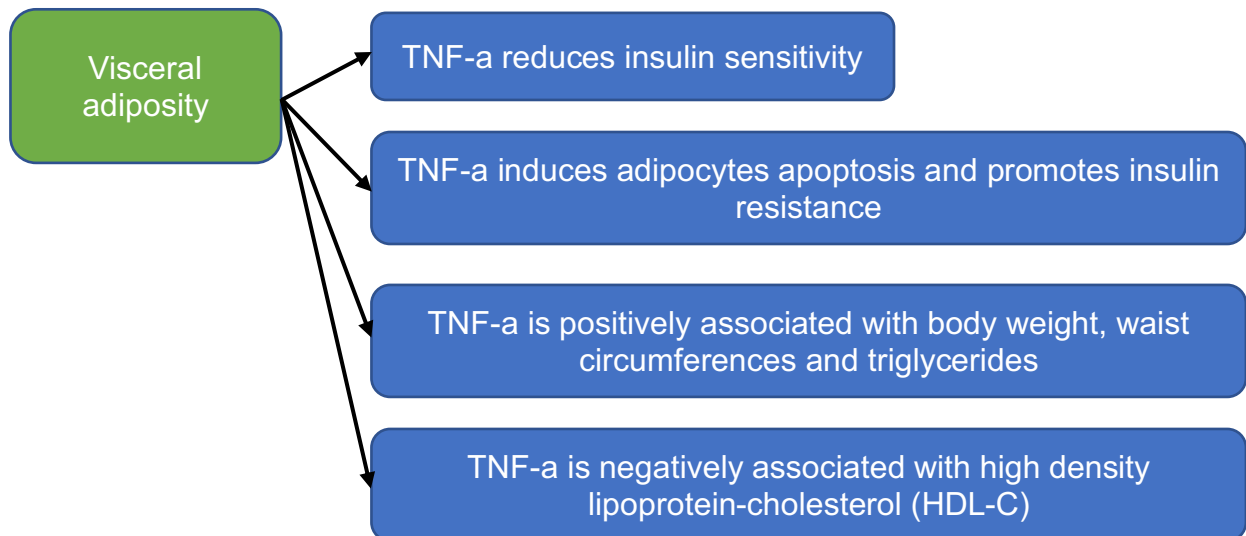 Visceral
adiposity
TNF-a reduces insulin sensitivity
TNF-a induces adipocytes apoptosis and promotes insulin
resistance
TNF-a is positively associated with body weight, waist
circumferences and triglycerides
TNF-a is negatively associated with high density
lipoprotein-cholesterol (HDL-C)